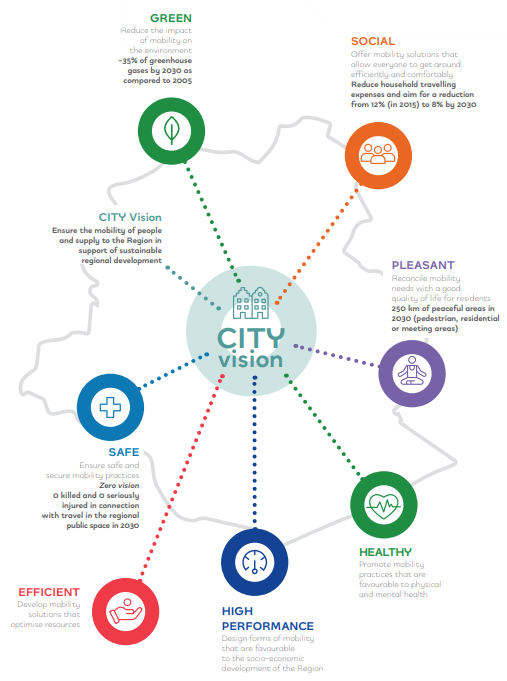 GREEN
Reduce the impact
of mobility on
the environment
-35% of greenhouse
gases by 2030 as
compared to 2005
SOCIAL
Offer mobility solutions that
allow everyone to get around
efficiently and comfortably
Reduce household travelling
expenses and aim for a reduction
from 12% (in 2015) to 8% by 2030
CITY Vision
Ensure the mobility of people
and supply to the Region in
support of sustainable
regional development
PLEASANT
Reconcile mobility
needs with a good
quality of life for residents
250 km of peaceful areas in
2030 (pedestrian, residential
or meeting areas)
CITY
vision
SAFE
Ensure safe and
secure mobility practices
Zero vision
0 killed and 0 seriously
injured in connection
with travel in the regional
public space in 2030
HEALTHY
Promote mobility
practices that are
favourable to physical
and mental health
EFFICIENT
Develop mobility
solutions that
optimise resources
HIGH
PERFORMANCE
Design forms of mobility
that are favourable
to the socio-economic
development of the Region